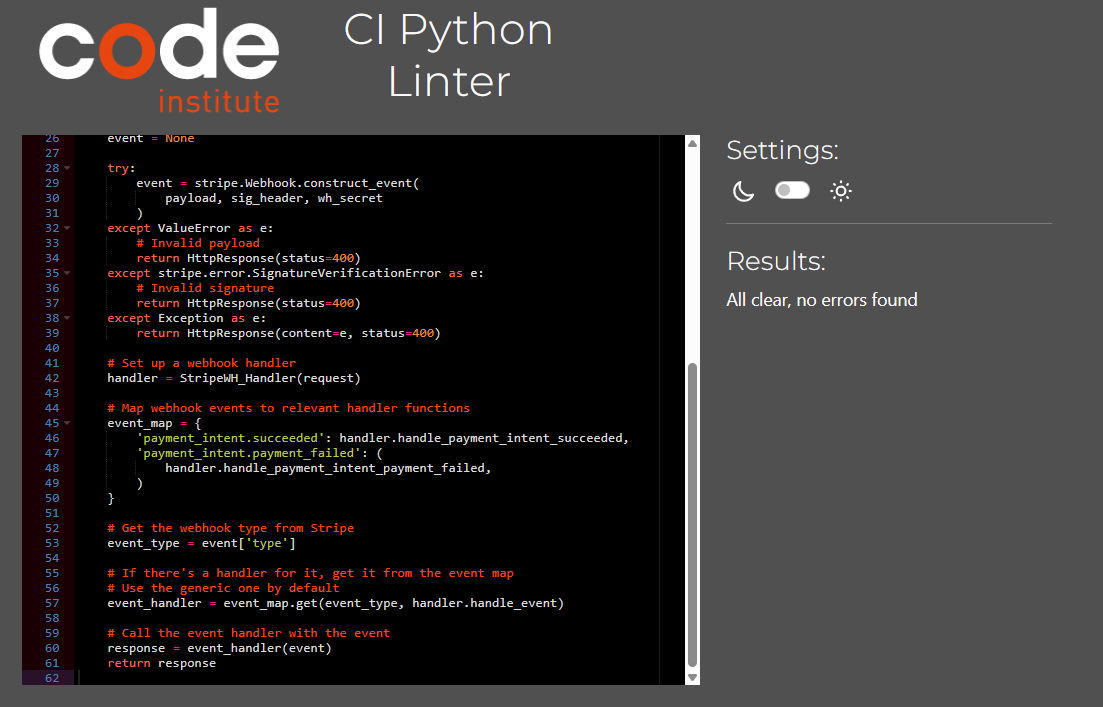 code
institute
CI Python
Linter
26 event = None
27
28 try:
29 event = stripe.Webhook.construct_event(
30 payload, sig_header, wh_secret
31 )
32 except ValueError as e:
33 # Invalid payload
34 return HttpResponse(status=400)
35 except stripe.error.SignatureVerificationError as e:
36 # Invalid signature
37 return HttpResponse(status=400)
38 except Exception as e:
39 return HttpResponse(content=e, status=400)
40
41 # Set up a webhook handler
42 handler = StripeWH_Handler(request)
43
44 # Map webhook events to relevant handler functions
45 event_map = {
46 'payment_intent.succeeded': handler.handle_payment_intent_succeeded,
47 'payment_intent.payment_failed': (
48 handler.handle_payment_intent_payment_failed,
49 )
50 }
51
52 # Get the webhook type from Stripe
53 event_type = event['type']
54
55 # If there's a handler for it, get it from the event map
56 # Use the generic one by default
57 event_handler = event_map.get(event_type, handler.handle_event)
58
59 # Call the event handler with the event
60 response = event_handler(event)
61 return response
62
Settings:
Results:
All clear, no errors found